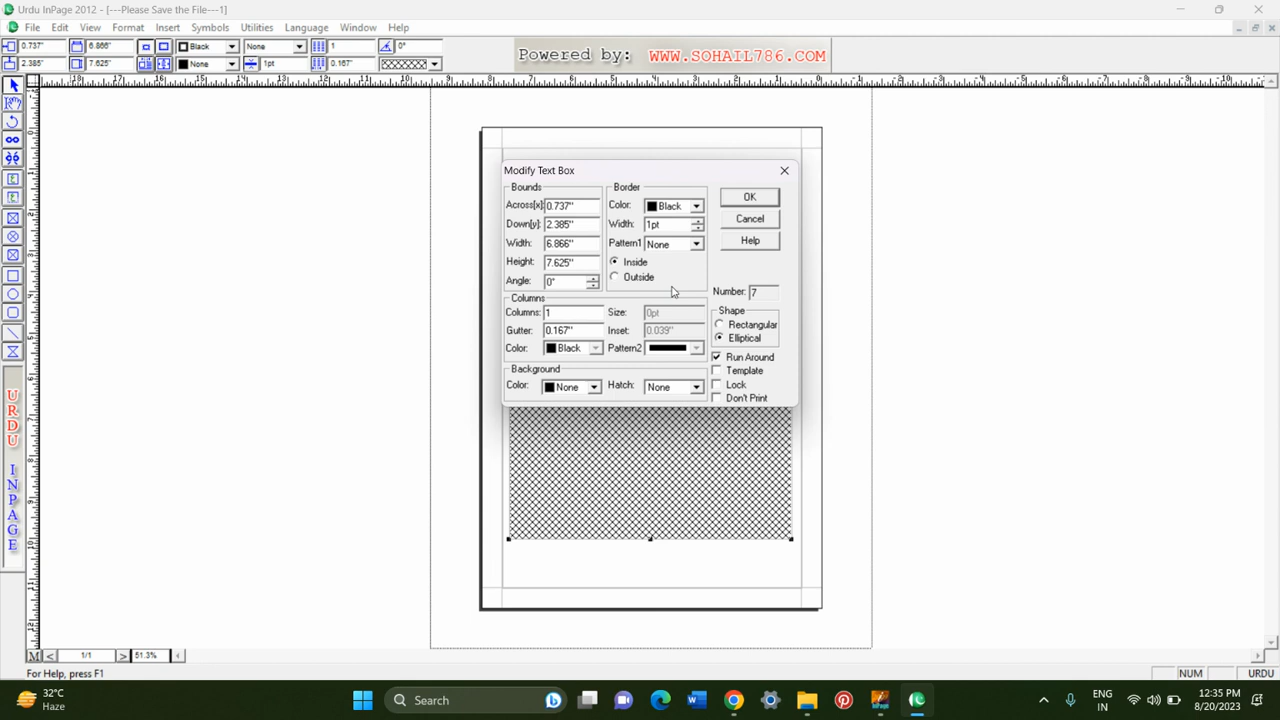 Urdu InPage 2012 - [---Please Save the File---1]
File Edit View Format Insert Symbols Utilities Language Window Help
0.737" 6.866" Black None 1 0°
2.385" 7.625" None 1pt 0.167"
Powered by: WWW.SOHAIL786.COM
Modify Text Box
Bounds
Across[x]: 0.737"
Down[y]: 2.385"
Width: 6.866"
Height: 7.625"
Angle: 0°
Border
Color: Black
Width: 1pt
Pattern1 None
Inside
Outside
OK
Cancel
Help
Number: 7
Columns
Columns: 1 Size: 0pt
Gutter: 0.167" Inset: 0.039"
Color: Black Pattern2
Shape
Rectangular
Elliptical
Run Around
Template
Lock
Don't Print
Background
Color: None Hatch: None
URDU
INPAGE
M < 1/1 > 51.3%
For Help, press F1
NUM URDU
32°C
Haze
Search
ENG
IN
12:35 PM
8/20/2023